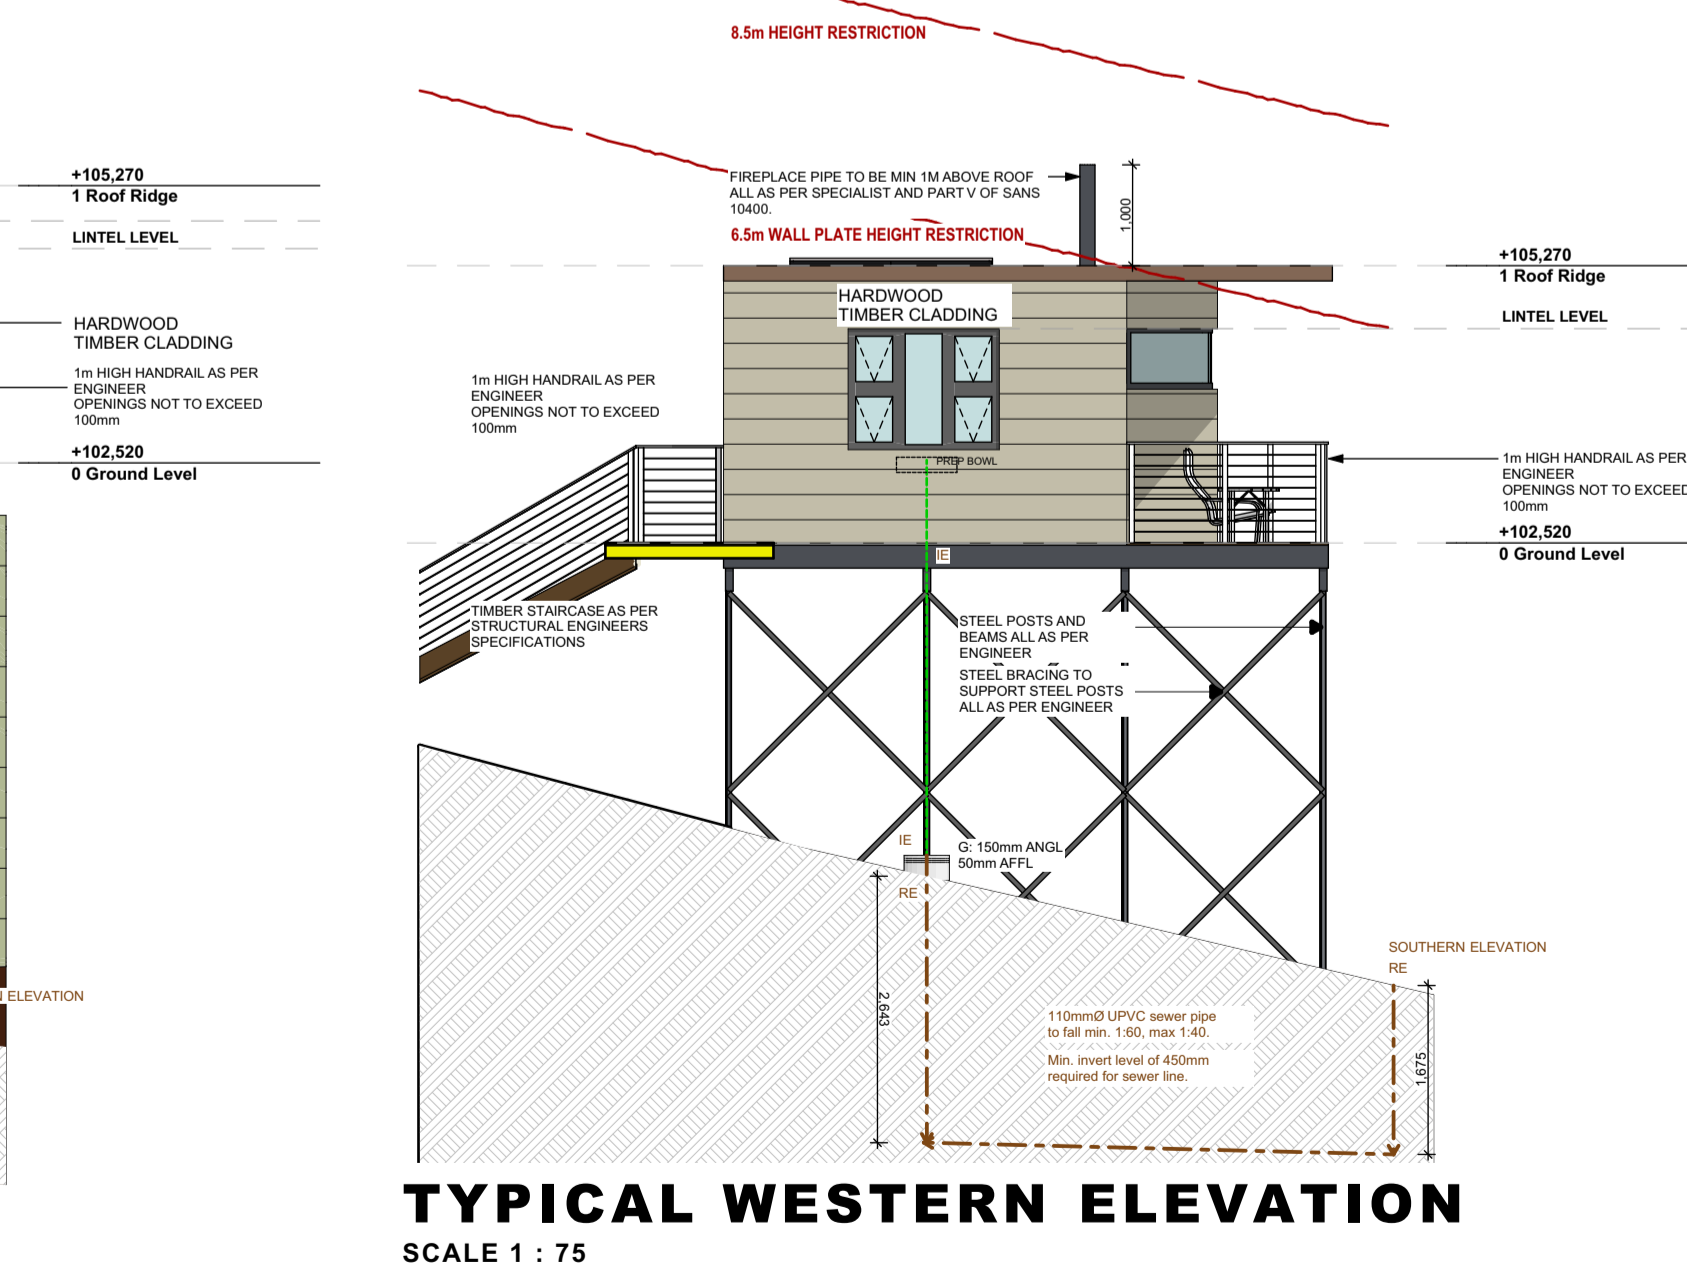 8.5m HEIGHT RESTRICTION
+105,270
1 Roof Ridge
LINTEL LEVEL
HARDWOOD
TIMBER CLADDING
1m HIGH HANDRAIL AS PER
ENGINEER
OPENINGS NOT TO EXCEED
100mm
+102,520
0 Ground Level
ELEVATION
FIREPLACE PIPE TO BE MIN 1M ABOVE ROOF
ALL AS PER SPECIALIST AND PART V OF SANS
10400.
1,000
6.5m WALL PLATE HEIGHT RESTRICTION
HARDWOOD
TIMBER CLADDING
1m HIGH HANDRAIL AS PER
ENGINEER
OPENINGS NOT TO EXCEED
100mm
PREP BOWL
IE
TIMBER STAIRCASE AS PER
STRUCTURAL ENGINEERS
SPECIFICATIONS
STEEL POSTS AND
BEAMS ALL AS PER
ENGINEER
STEEL BRACING TO
SUPPORT STEEL POSTS
ALL AS PER ENGINEER
IE
G: 150mm ANGL
50mm AFFL
RE
2,643
110mmØ UPVC sewer pipe
to fall min. 1:60, max 1:40.
Min. invert level of 450mm
required for sewer line.
SOUTHERN ELEVATION
RE
1,675
+105,270
1 Roof Ridge
LINTEL LEVEL
1m HIGH HANDRAIL AS PER
ENGINEER
OPENINGS NOT TO EXCEED
100mm
+102,520
0 Ground Level
TYPICAL WESTERN ELEVATION
SCALE 1 : 75